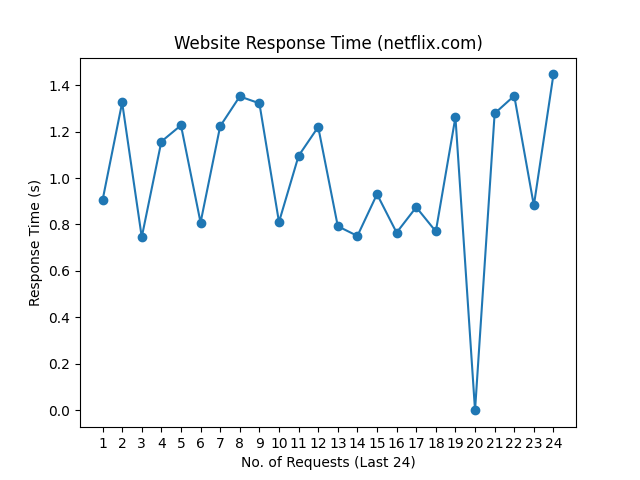 Website Response Time (netflix.com)
Response Time (s)
1.4
1.2
1.0
0.8
0.6
0.4
0.2
0.0
1 2 3 4 5 6 7 8 9 10 11 12 13 14 15 16 17 18 19 20 21 22 23 24
No. of Requests (Last 24)